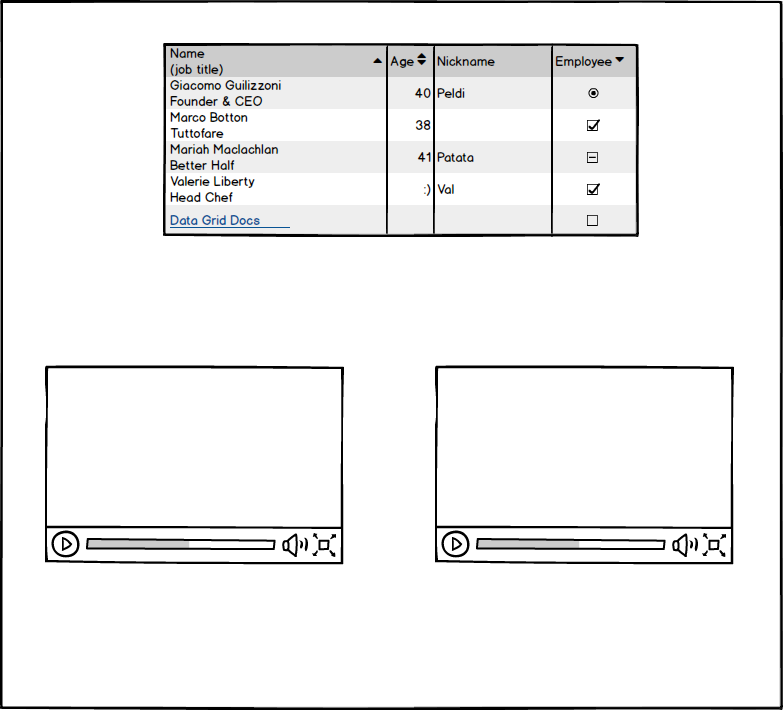 Name
(job title)
Age
Nickname
Employee
Giacomo Guilizzoni
Founder & CEO
40
Peldi
Marco Botton
Tuttofare
38
Mariah Maclachlan
Better Half
41
Patata
Valerie Liberty
Head Chef
:)
Val
Data Grid Docs